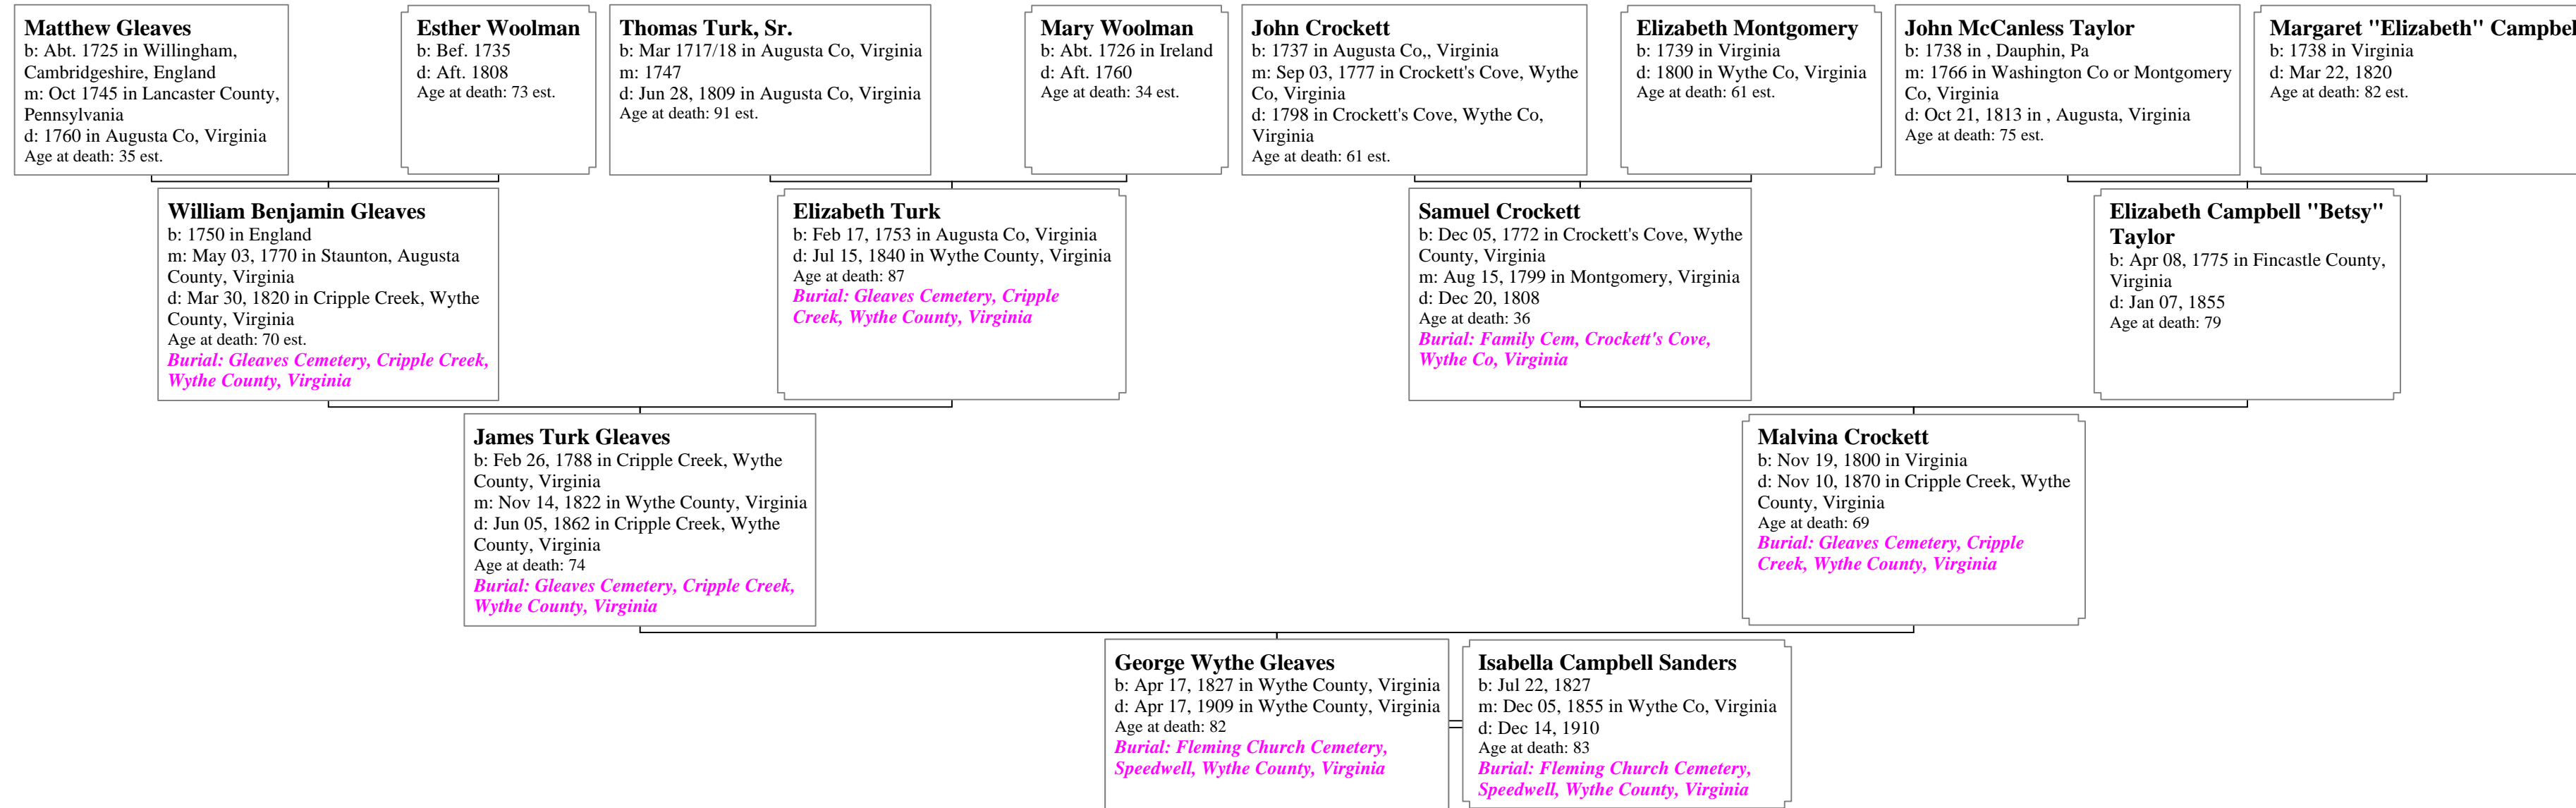 Matthew Gleaves
b: Abt. 1725 in Willingham,
Cambridgeshire, England
m: Oct 1745 in Lancaster County,
Pennsylvania
d: 1760 in Augusta Co, Virginia
Age at death: 35 est.
Esther Woolman
b: Bef. 1735
d: Aft. 1808
Age at death: 73 est.
Thomas Turk, Sr.
b: Mar 1717/18 in Augusta Co, Virginia
m: 1747
d: Jun 28, 1809 in Augusta Co, Virginia
Age at death: 91 est.
Mary Woolman
b: Abt. 1726 in Ireland
d: Aft. 1760
Age at death: 34 est.
John Crockett
b: 1737 in Augusta Co,, Virginia
m: Sep 03, 1777 in Crockett's Cove, Wythe
Co, Virginia
d: 1798 in Crockett's Cove, Wythe Co,
Virginia
Age at death: 61 est.
Elizabeth Montgomery
b: 1739 in Virginia
d: 1800 in Wythe Co, Virginia
Age at death: 61 est.
John McCanless Taylor
b: 1738 in , Dauphin, Pa
m: 1766 in Washington Co or Montgomery
Co, Virginia
d: Oct 21, 1813 in , Augusta, Virginia
Age at death: 75 est.
Margaret "Elizabeth" Campbel
b: 1738 in Virginia
d: Mar 22, 1820
Age at death: 82 est.
William Benjamin Gleaves
b: 1750 in England
m: May 03, 1770 in Staunton, Augusta
County, Virginia
d: Mar 30, 1820 in Cripple Creek, Wythe
County, Virginia
Age at death: 70 est.
Burial: Gleaves Cemetery, Cripple Creek,
Wythe County, Virginia
Elizabeth Turk
b: Feb 17, 1753 in Augusta Co, Virginia
d: Jul 15, 1840 in Wythe County, Virginia
Age at death: 87
Burial: Gleaves Cemetery, Cripple
Creek, Wythe County, Virginia
Samuel Crockett
b: Dec 05, 1772 in Crockett's Cove, Wythe
County, Virginia
m: Aug 15, 1799 in Montgomery, Virginia
d: Dec 20, 1808
Age at death: 36
Burial: Family Cem, Crockett's Cove,
Wythe Co, Virginia
Elizabeth Campbell "Betsy"
Taylor
b: Apr 08, 1775 in Fincastle County,
Virginia
d: Jan 07, 1855
Age at death: 79
James Turk Gleaves
b: Feb 26, 1788 in Cripple Creek, Wythe
County, Virginia
m: Nov 14, 1822 in Wythe County, Virginia
d: Jun 05, 1862 in Cripple Creek, Wythe
County, Virginia
Age at death: 74
Burial: Gleaves Cemetery, Cripple Creek,
Wythe County, Virginia
Malvina Crockett
b: Nov 19, 1800 in Virginia
d: Nov 10, 1870 in Cripple Creek, Wythe
County, Virginia
Age at death: 69
Burial: Gleaves Cemetery, Cripple
Creek, Wythe County, Virginia
George Wythe Gleaves
b: Apr 17, 1827 in Wythe County, Virginia
d: Apr 17, 1909 in Wythe County, Virginia
Age at death: 82
Burial: Fleming Church Cemetery,
Speedwell, Wythe County, Virginia
Isabella Campbell Sanders
b: Jul 22, 1827
m: Dec 05, 1855 in Wythe Co, Virginia
d: Dec 14, 1910
Age at death: 83
Burial: Fleming Church Cemetery,
Speedwell, Wythe County, Virginia